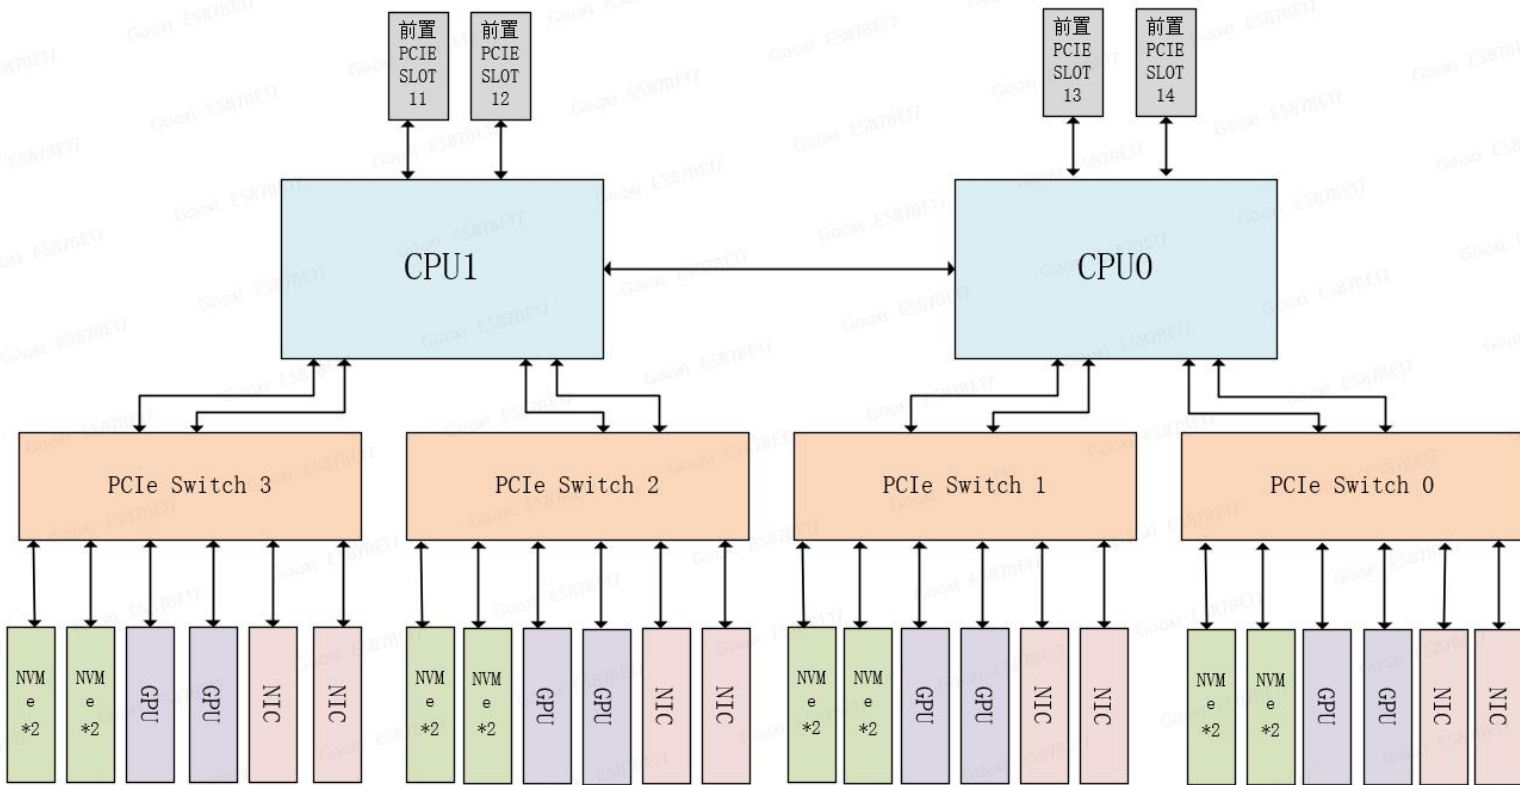 前置
PCIE
SLOT
11
前置
PCIE
SLOT
12
前置
PCIE
SLOT
13
前置
PCIE
SLOT
14
CPU1
CPU0
PCIe Switch 3
PCIe Switch 2
PCIe Switch 1
PCIe Switch 0
NVM
e
*2
NVM
e
*2
GPU
GPU
NIC
NIC
NVM
e
*2
NVM
e
*2
GPU
GPU
NIC
NIC
NVM
e
*2
NVM
e
*2
GPU
GPU
NIC
NIC
NVM
e
*2
NVM
e
*2
GPU
GPU
NIC
NIC